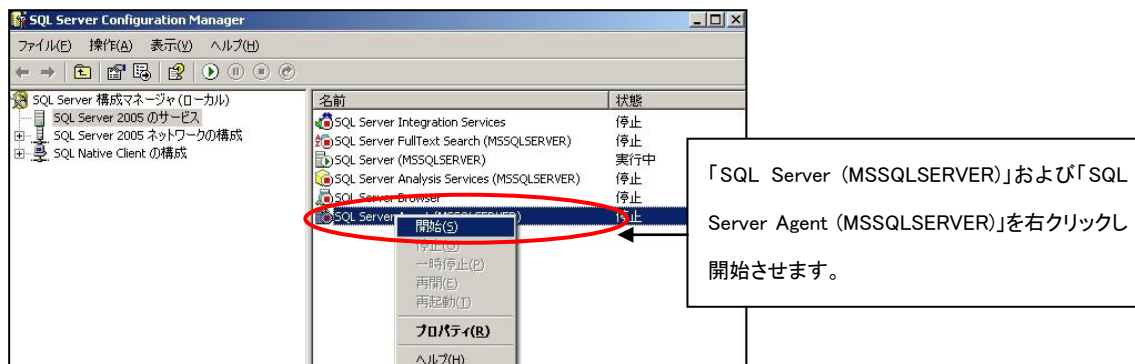 SQL Server Configuration Manager
ファイル(F) 操作(A) 表示(V) ヘルプ(H)
SQL Server 構成マネージャ (ローカル)
SQL Server 2005 のサービス
SQL Server 2005 ネットワークの構成
SQL Native Client の構成
名前 状態
SQL Server Integration Services 停止
SQL Server FullText Search (MSSQLSERVER) 停止
SQL Server (MSSQLSERVER) 実行中
SQL Server Analysis Services (MSSQLSERVER) 停止
SQL Server Browser 停止
SQL Server Agent (MSSQLSERVER) 停止
開始(S)
停止(O)
一時停止(P)
再開(E)
再起動(T)
プロパティ(R)
ヘルプ(H)
「SQL Server (MSSQLSERVER)」および「SQL
Server Agent (MSSQLSERVER)」を右クリックし
開始させます。